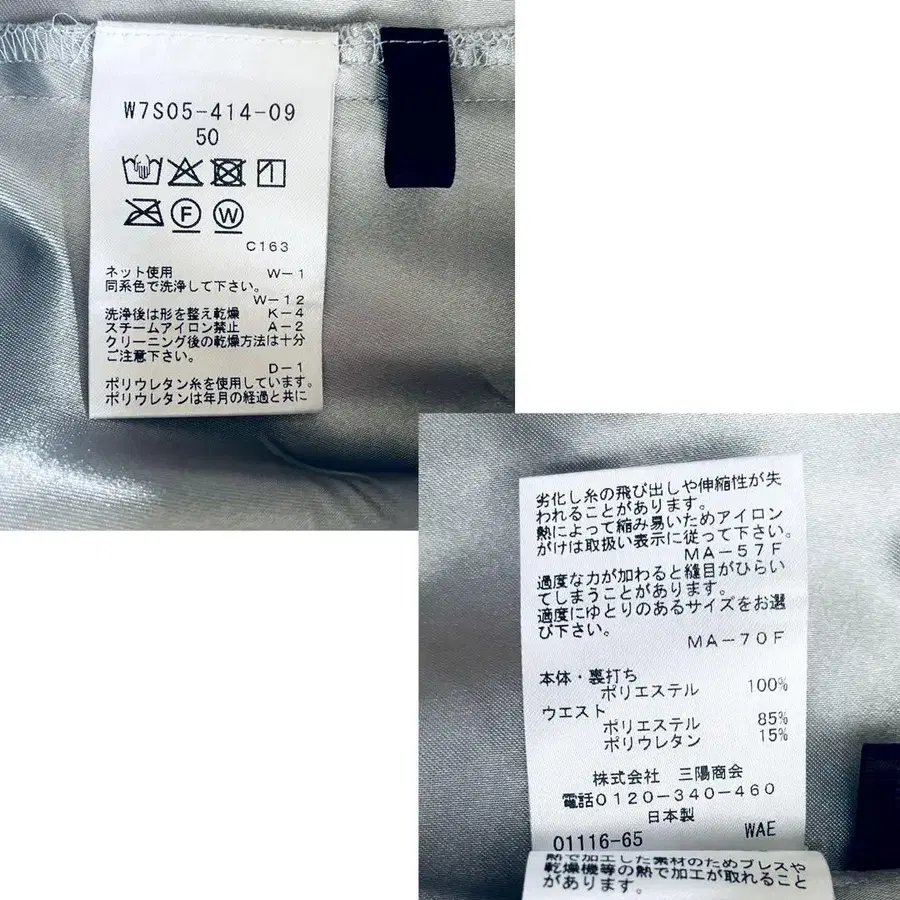 W7S05-414-09
50
F W
C163
ネット使用 W-1
同系色で洗浄して下さい。
W-12
洗浄後は形を整え乾燥 K-4
スチームアイロン禁止 A-2
クリーニング後の乾燥方法は十分
ご注意下さい。
D-1
ポリウレタン糸を使用しています。
ポリウレタンは年月の経過と共に
劣化し糸の飛び出しや伸縮性が失
われることがあります。
熱によって縮み易いためアイロン
がけは取扱い表示に従って下さい。
MA-57F
過度な力が加わると縫目がひらい
てしまうことがあります。
適度にゆとりのあるサイズをお選
び下さい。
MA-70F
本体・裏打ち
ポリエステル 100%
ウエスト
ポリエステル 85%
ポリウレタン 15%
株式会社 三陽商会
電話0120-340-460
日本製
01116-65 WAE
熱で加工した素材のためプレスや
乾燥機等の熱で加工が取れること
があります。